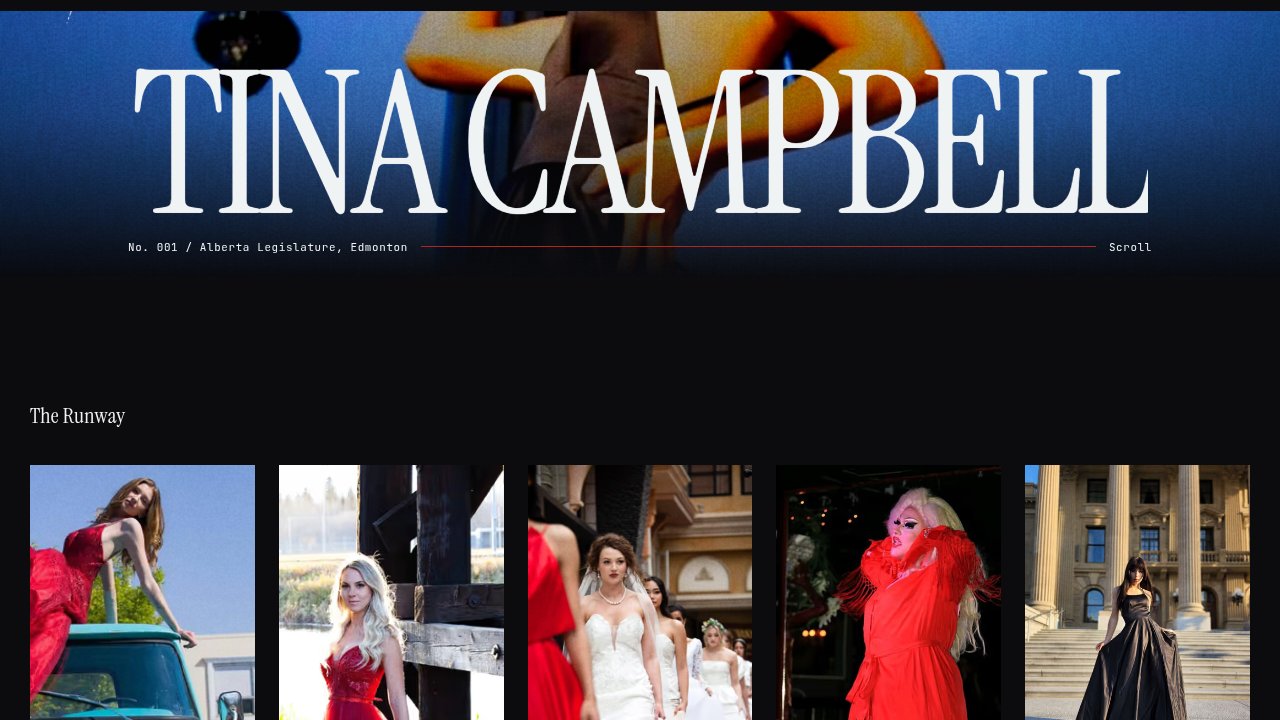 TINA CAMPBELL
No. 001 / Alberta Legislature, Edmonton
Scroll
The Runway